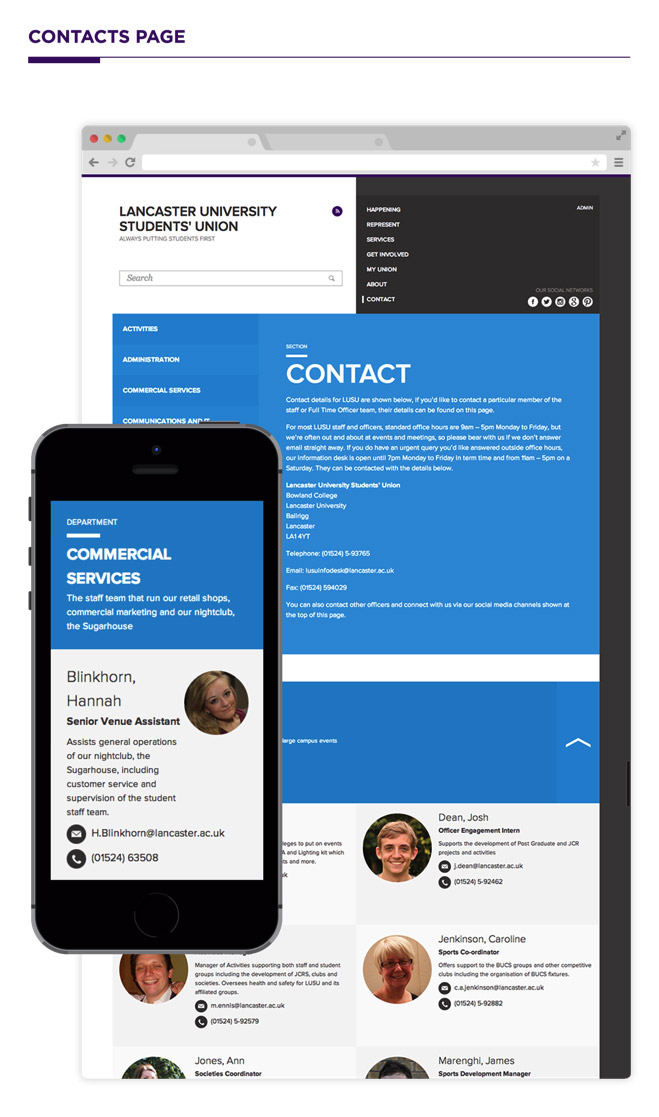 CONTACTS PAGE
LANCASTER UNIVERSITY
STUDENTS' UNION
ALWAYS PUTTING STUDENTS FIRST
Search
HAPPENING
REPRESENT
SERVICES
GET INVOLVED
MY UNION
ABOUT
CONTACT
ADMIN
OUR SOCIAL NETWORKS
ACTIVITIES
ADMINISTRATION
COMMERCIAL SERVICES
COMMUNICATIONS AND IT
SECTION
CONTACT
Contact details for LUSU are shown below, if you'd like to contact a particular member of the
staff or Full Time Officer team, their details can be found on this page.
For most LUSU staff and officers, standard office hours are 9am – 5pm Monday to Friday, but
we're often out and about at events and meetings, so please bear with us if we don't answer
email straight away. If you do have an urgent query you'd like answered outside office hours,
our information desk is open until 7pm Monday to Friday in term time and from 11am – 5pm on a
Saturday. They can be contacted with the details below.
Lancaster University Students' Union
Bowland College
Lancaster University
Bailrigg
Lancaster
LA1 4YT
Telephone: (01524) 5-93765
Email: lusuinfodesk@lancaster.ac.uk
Fax: (01524) 594029
You can also contact other officers and connect with us via our social media channels shown at
the top of this page.
DEPARTMENT
COMMERCIAL
SERVICES
The staff team that run our retail shops,
commercial marketing and our nightclub,
the Sugarhouse
Blinkhorn,
Hannah
Senior Venue Assistant
Assists general operations
of our nightclub, the
Sugarhouse, including
customer service and
supervision of the student
staff team.
H.Blinkhorn@lancaster.ac.uk
(01524) 63508
large campus events
leges to put on events
A and Lighting kit which
nts and more.
uk
Dean, Josh
Officer Engagement Intern
Supports the development of Post Graduate and JCR
projects and activities
j.dean@lancaster.ac.uk
(01524) 5-92462
Manager of Activities supporting both staff and student
groups including the development of JCRS, clubs and
societies. Oversees health and safety for LUSU and its
affiliated groups.
m.ennis@lancaster.ac.uk
(01524) 5-92579
Jenkinson, Caroline
Sports Co-ordinator
Offers support to the BUCS groups and other competitive
clubs including the organisation of BUCS fixtures.
c.a.jenkinson@lancaster.ac.uk
(01524) 5-92882
Jones, Ann
Societies Coordinator
Marenghi, James
Sports Development Manager